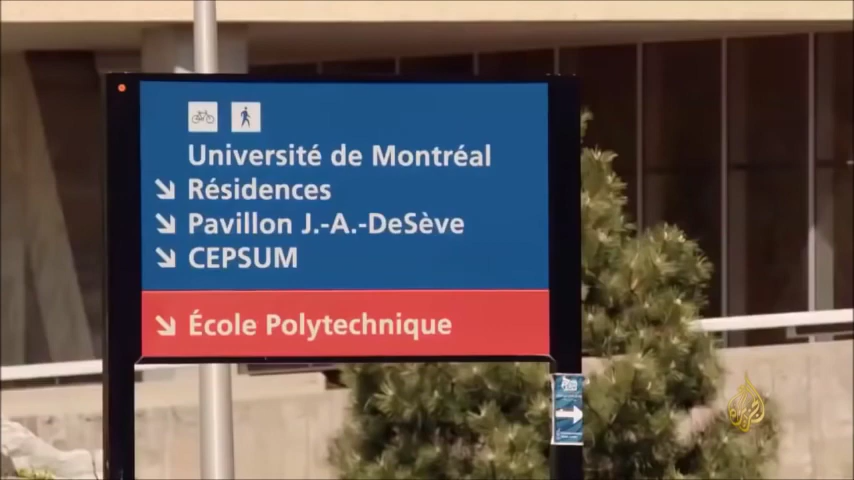 Université de Montréal
Résidences
Pavillon J.-A.-DeSève
CEPSUM
École Polytechnique